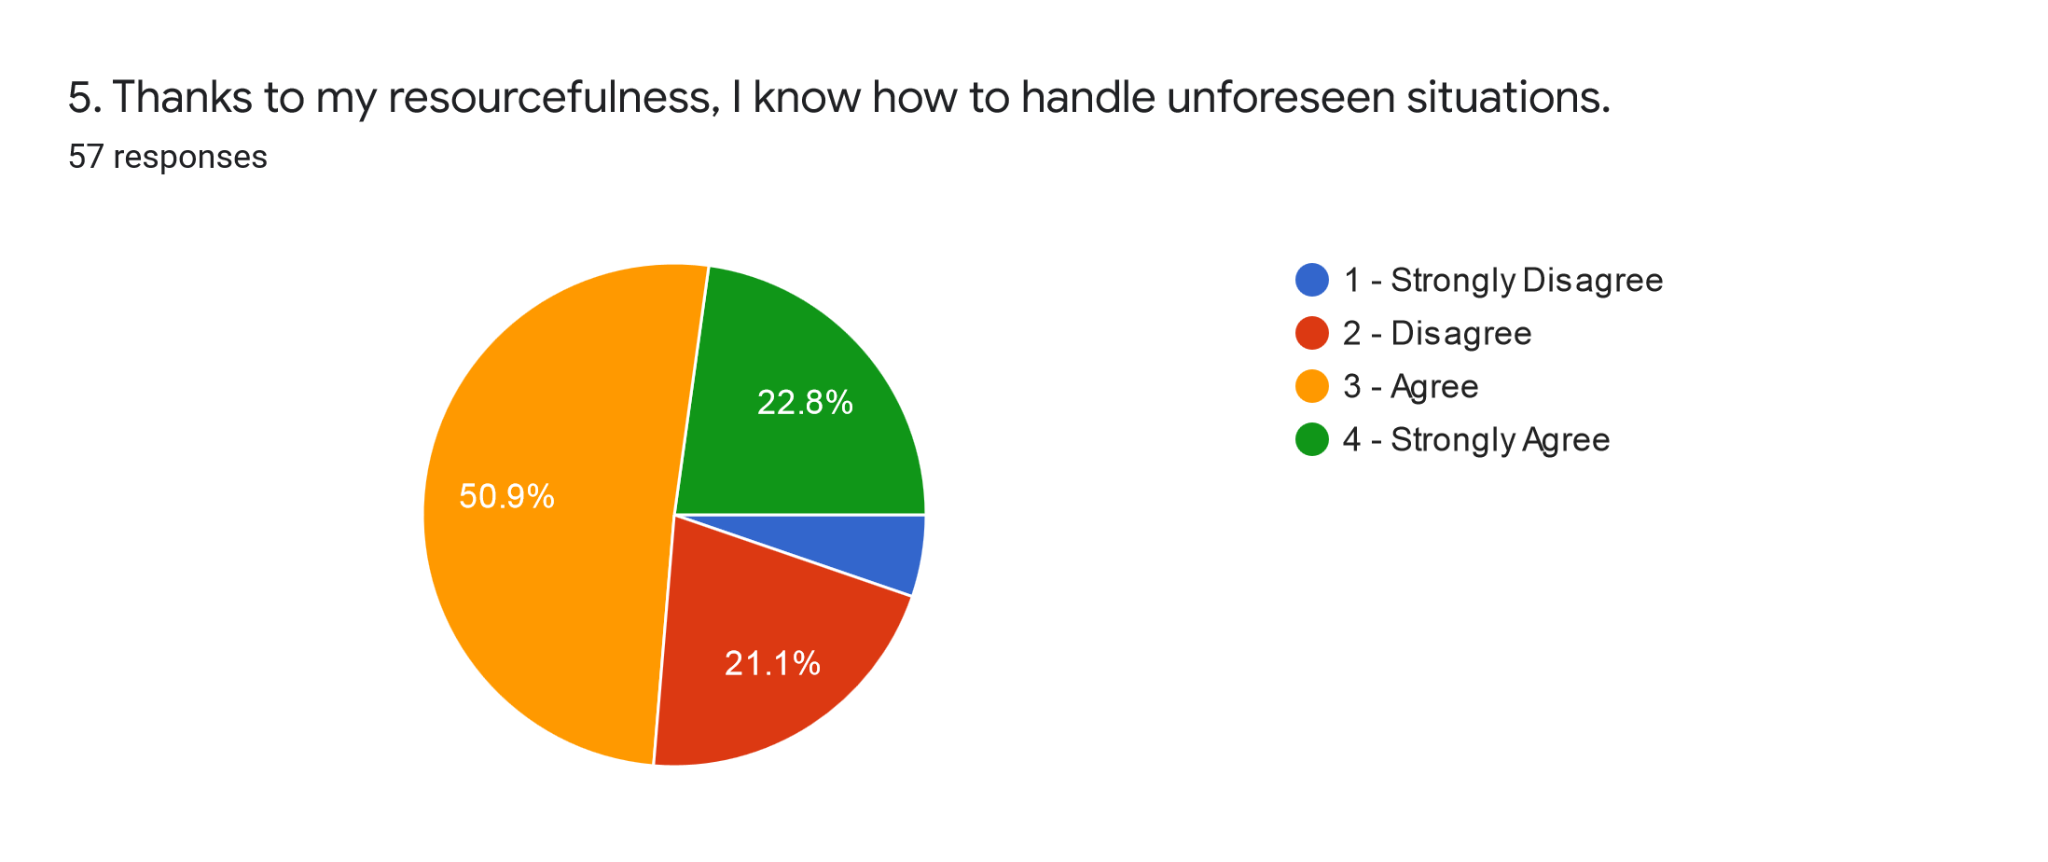 5. Thanks to my resourcefulness, I know how to handle unforeseen situations.
57 responses
1 - Strongly Disagree
2 - Disagree
3 - Agree
4 - Strongly Agree
22.8%
50.9%
21.1%